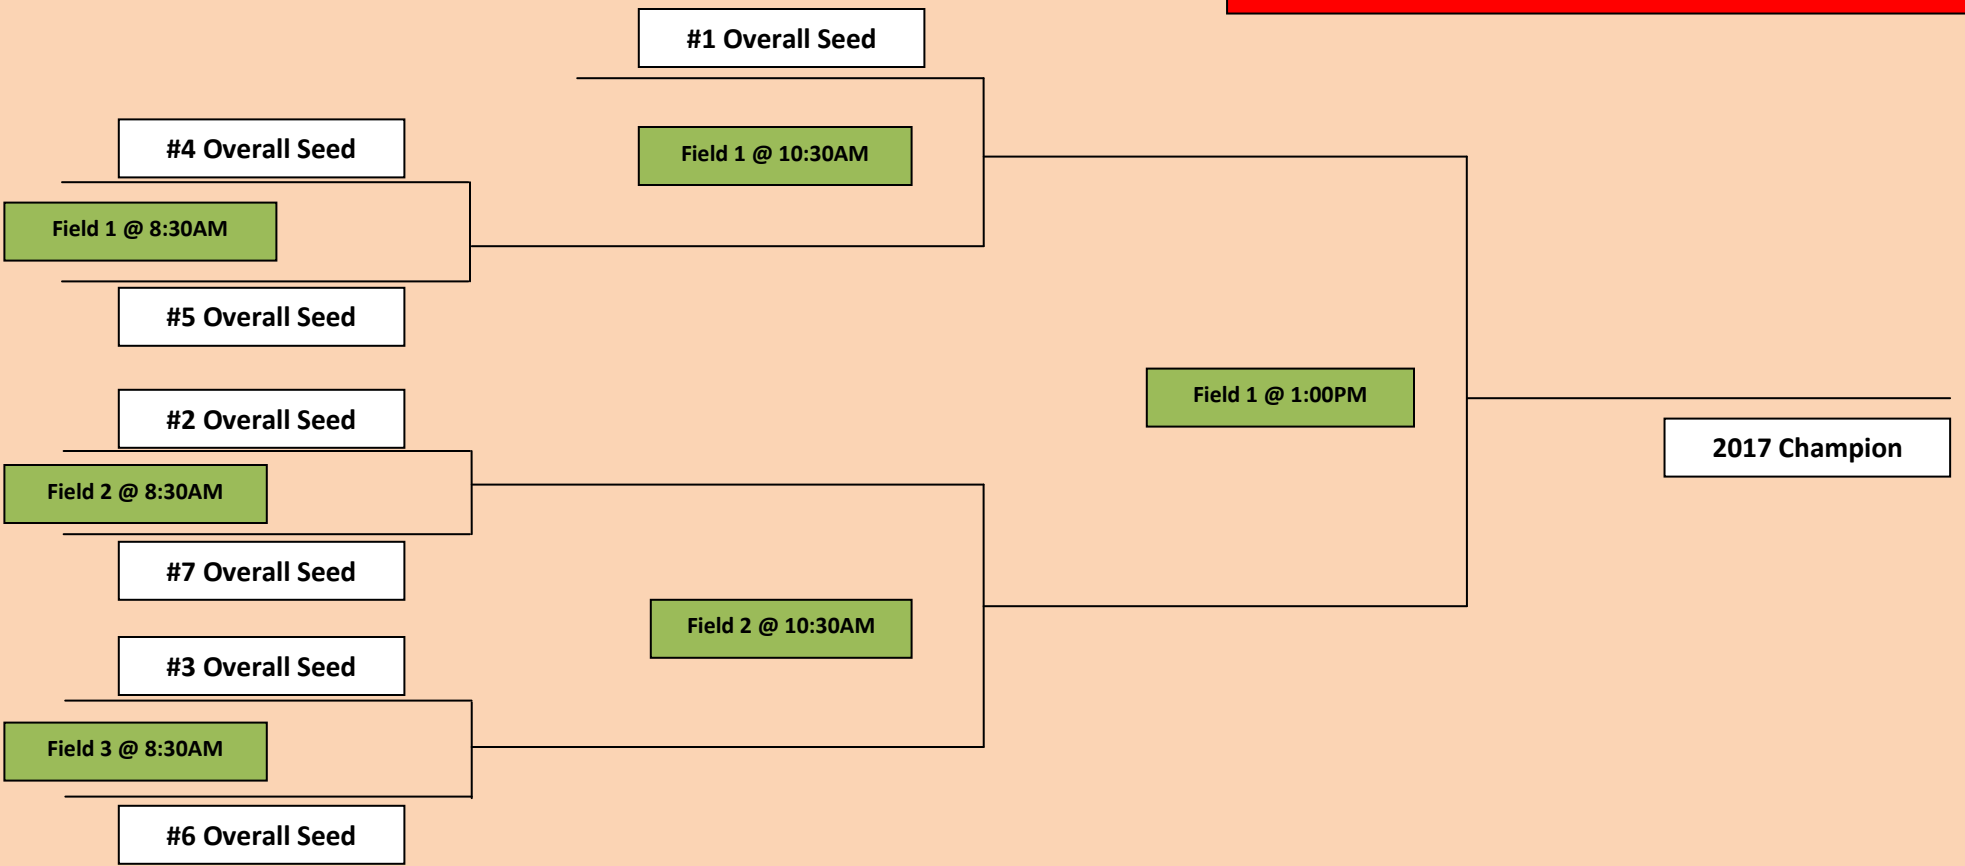 #1 Overall Seed
#4 Overall Seed
Field 1 @ 10:30AM
Field 1 @ 8:30AM
#5 Overall Seed
#2 Overall Seed
Field 1 @ 1:00PM
2017 Champion
Field 2 @ 8:30AM
#7 Overall Seed
Field 2 @ 10:30AM
#3 Overall Seed
Field 3 @ 8:30AM
#6 Overall Seed